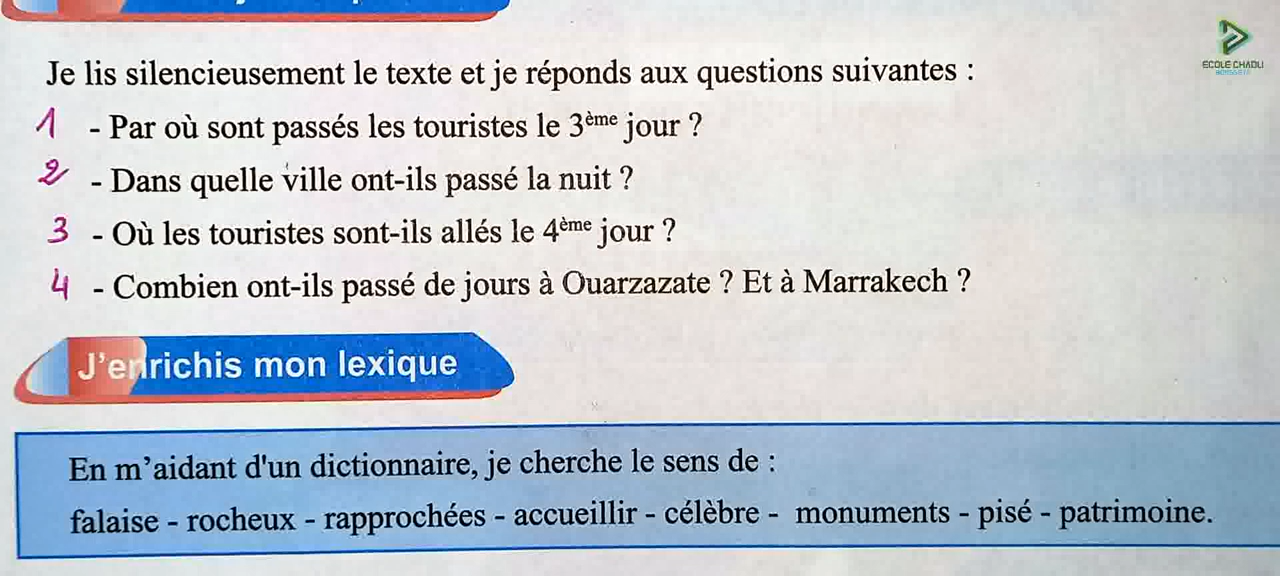 Je lis silencieusement le texte et je réponds aux questions suivantes :
1 - Par où sont passés les touristes le 3ème jour ?
2 - Dans quelle ville ont-ils passé la nuit ?
3 - Où les touristes sont-ils allés le 4ème jour ?
4 - Combien ont-ils passé de jours à Ouarzazate ? Et à Marrakech ?
J'enrichis mon lexique
En m'aidant d'un dictionnaire, je cherche le sens de :
falaise - rocheux - rapprochées - accueillir - célèbre - monuments - pisé - patrimoine.
ECOLE CHADLI